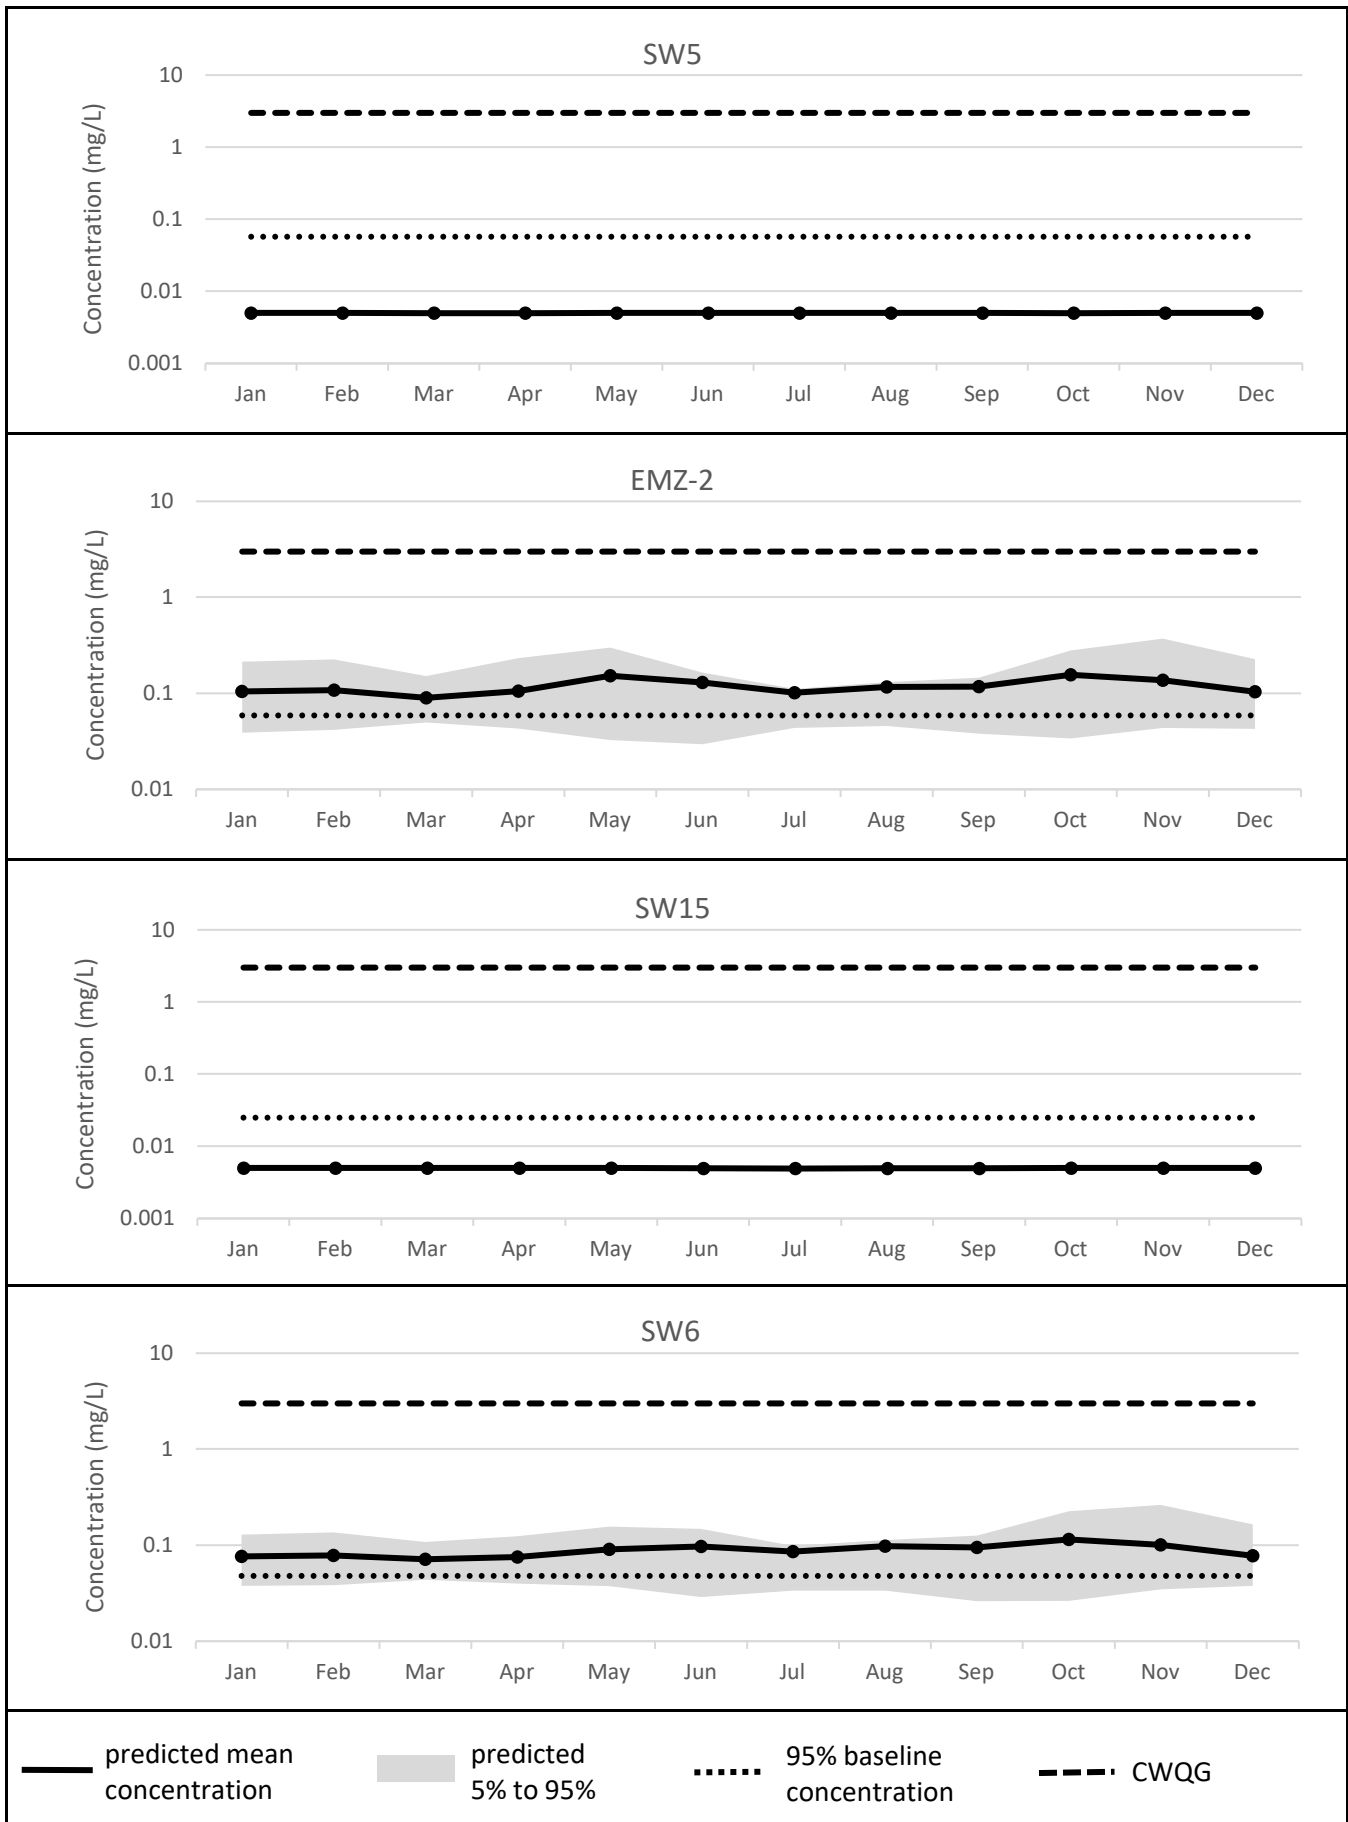 SW5
Concentration (mg/L)
10
1
0.1
0.01
0.001
Jan Feb Mar Apr May Jun Jul Aug Sep Oct Nov Dec
EMZ-2
Concentration (mg/L)
10
1
0.1
0.01
Jan Feb Mar Apr May Jun Jul Aug Sep Oct Nov Dec
SW15
Concentration (mg/L)
10
1
0.1
0.01
0.001
Jan Feb Mar Apr May Jun Jul Aug Sep Oct Nov Dec
SW6
Concentration (mg/L)
10
1
0.1
0.01
Jan Feb Mar Apr May Jun Jul Aug Sep Oct Nov Dec
predicted mean
concentration
predicted
5% to 95%
95% baseline
concentration
CWQG